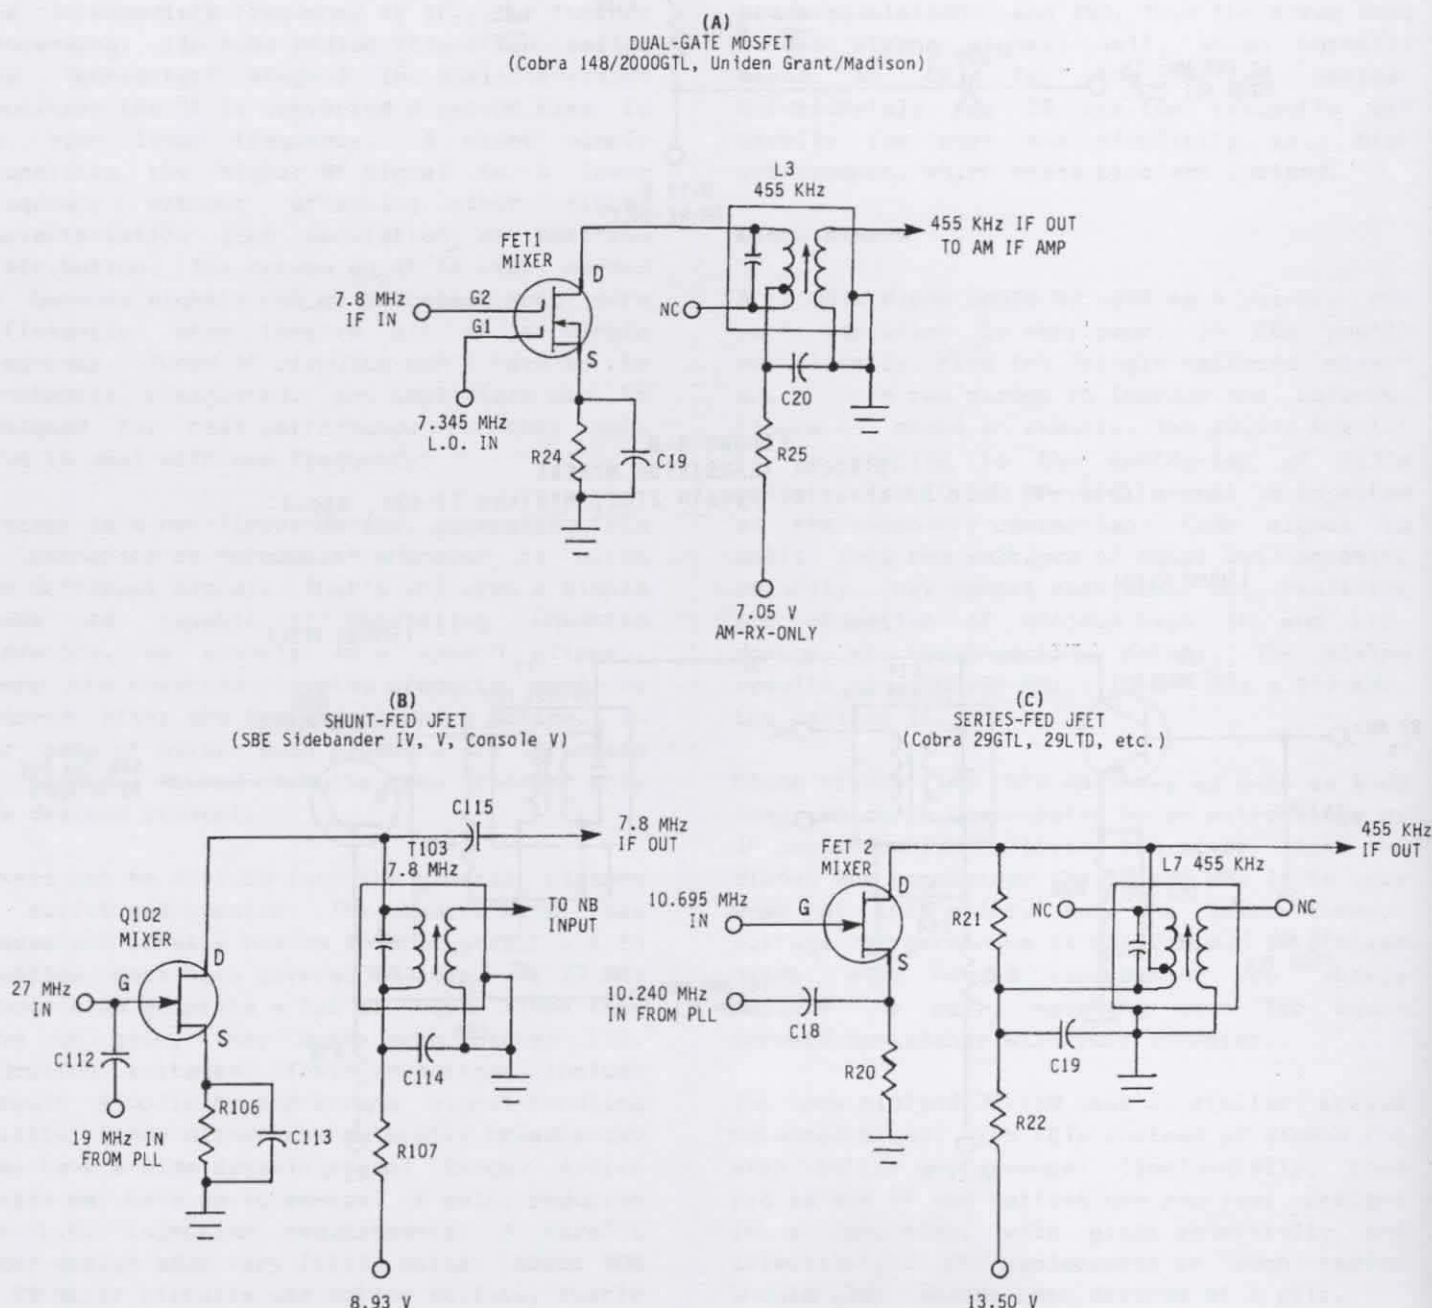 (A)
DUAL-GATE MOSFET
(Cobra 148/2000GTL, Uniden Grant/Madison)
L3
455 KHz
455 KHz IF OUT
TO AM IF AMP
FET1
MIXER
D
7.8 MHz
IF IN
G2
G1
NC
S
7.345 MHz
L.O. IN
C20
R24
C19
R25
7.05 V
AM-RX-ONLY
(B)
SHUNT-FED JFET
(SBE Sidebander IV, V, Console V)
C115
7.8 MHz
IF OUT
T103
7.8 MHz
TO NB
INPUT
Q102
MIXER
D
27 MHz
IN
G
S
C112
C114
R106
C113
19 MHz IN
FROM PLL
R107
8.93 V
(C)
SERIES-FED JFET
(Cobra 29GTL, 29LTD, etc.)
455 KHz
IF OUT
FET 2
MIXER
L7 455 KHz
D
10.695 MHz
IN
G
R21
NC
NC
S
10.240 MHz
IN FROM PLL
C18
C19
R20
R22
13.50 V